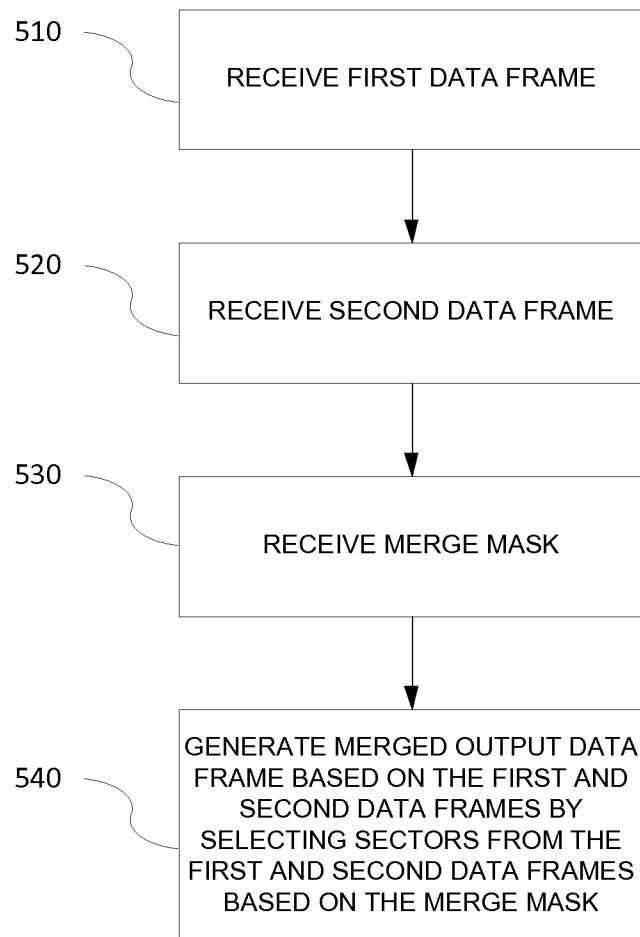 510
RECEIVE FIRST DATA FRAME
520
RECEIVE SECOND DATA FRAME
530
RECEIVE MERGE MASK
540
GENERATE MERGED OUTPUT DATA
FRAME BASED ON THE FIRST AND
SECOND DATA FRAMES BY
SELECTING SECTORS FROM THE
FIRST AND SECOND DATA FRAMES
BASED ON THE MERGE MASK